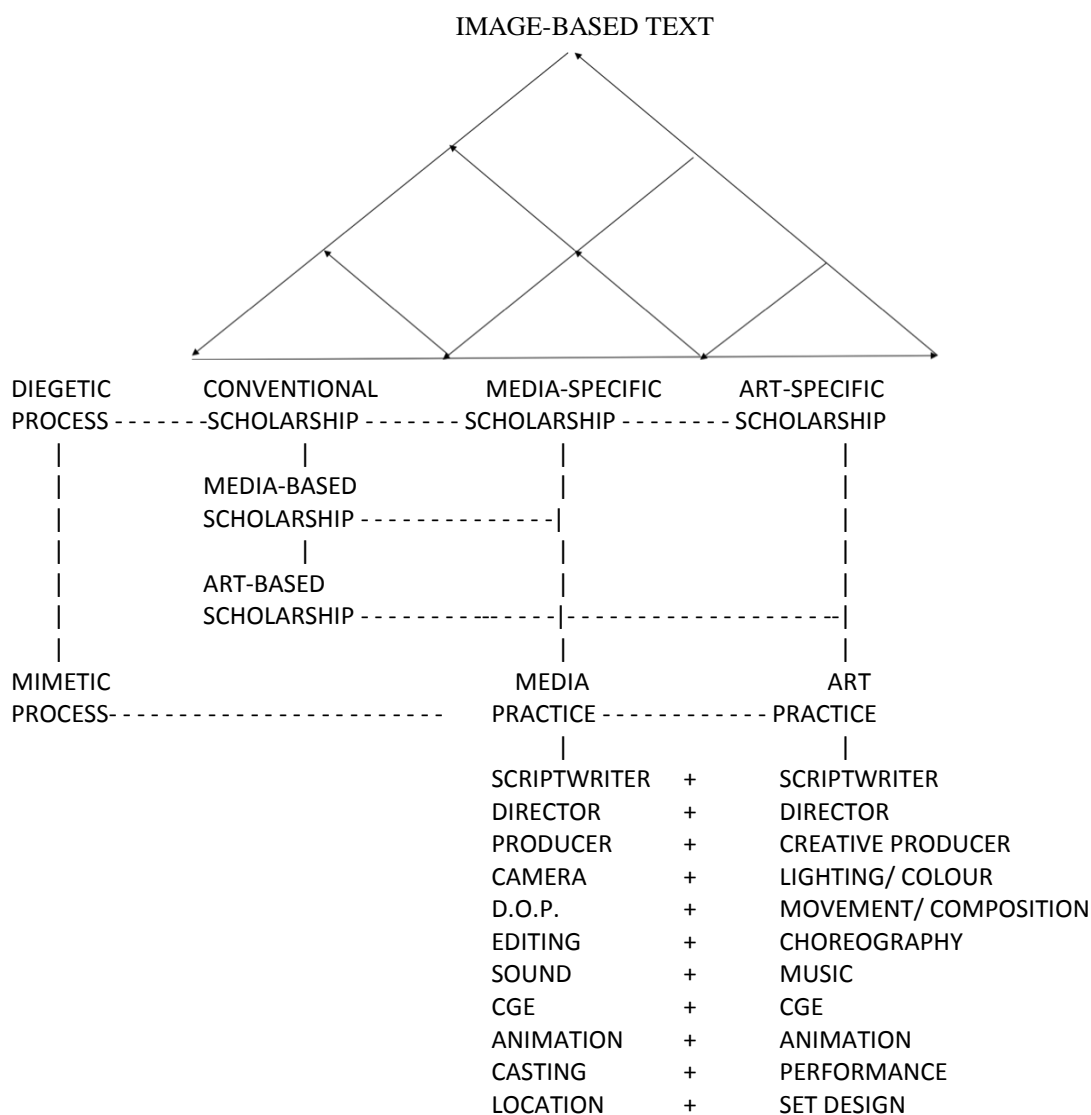 IMAGE-BASED TEXT
DIEGETIC CONVENTIONAL MEDIA-SPECIFIC ART-SPECIFIC
PROCESS - - - - - - -SCHOLARSHIP - - - - - - - SCHOLARSHIP - - - - - - - - SCHOLARSHIP
| | | |
| MEDIA-BASED | |
| SCHOLARSHIP - - - - - - - - - - - - - -| |
| | | |
| ART-BASED | |
| SCHOLARSHIP - - - - - - - - - --- - - - - -|- - - - - - - - - - - - - - - - - - --|
| | |
MIMETIC MEDIA ART
PROCESS- - - - - - - - - - - - - - - - - - - - - - - - PRACTICE - - - - - - - - - - - - PRACTICE
| |
SCRIPTWRITER + SCRIPTWRITER
DIRECTOR + DIRECTOR
PRODUCER + CREATIVE PRODUCER
CAMERA + LIGHTING/ COLOUR
D.O.P. + MOVEMENT/ COMPOSITION
EDITING + CHOREOGRAPHY
SOUND + MUSIC
CGE + CGE
ANIMATION + ANIMATION
CASTING + PERFORMANCE
LOCATION + SET DESIGN